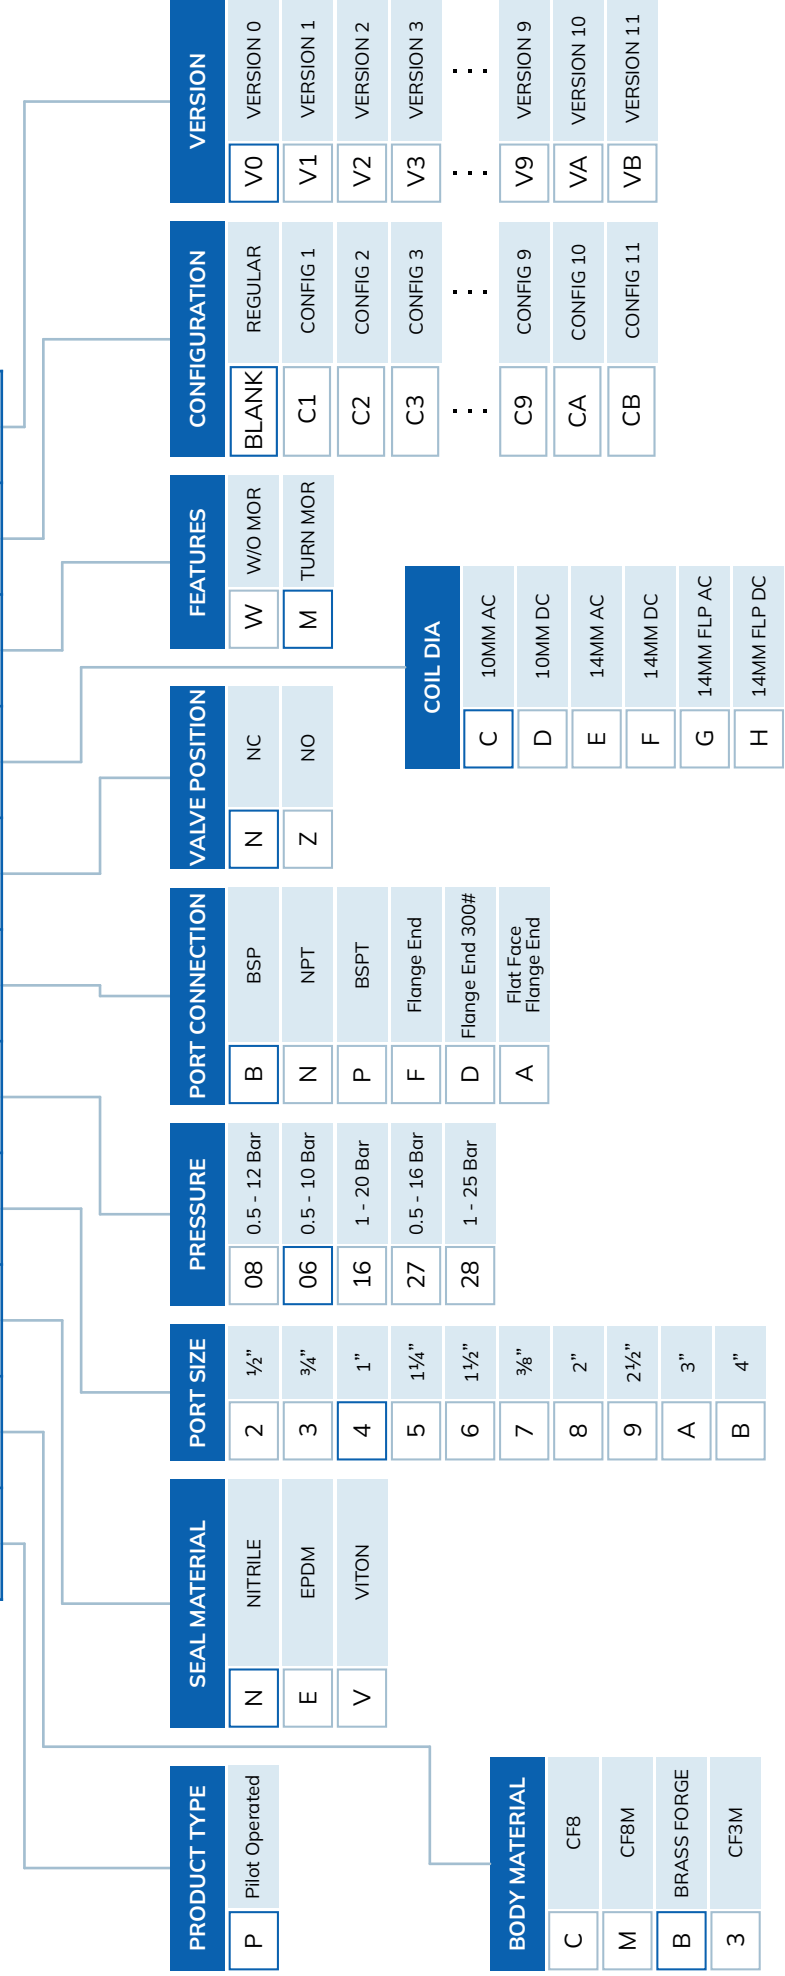 PRODUCT TYPE
P Pilot Operated
BODY MATERIAL
C CF8
M CF8M
B BRASS FORGE
3 CF3M
SEAL MATERIAL
N NITRILE
E EPDM
V VITON
PORT SIZE
2 ½”
3 ¾”
4 1”
5 1¼”
6 1½”
7 ⅜”
8 2”
9 2½”
A 3”
B 4”
PRESSURE
08 0.5 - 12 Bar
06 0.5 - 10 Bar
16 1 - 20 Bar
27 0.5 - 16 Bar
28 1 - 25 Bar
PORT CONNECTION
B BSP
N NPT
P BSPT
F Flange End
D Flange End 300#
A Flat Face
Flange End
VALVE POSITION
N NC
Z NO
COIL DIA
C 10MM AC
D 10MM DC
E 14MM AC
F 14MM DC
G 14MM FLP AC
H 14MM FLP DC
FEATURES
W W/O MOR
M TURN MOR
CONFIGURATION
BLANK REGULAR
C1 CONFIG 1
C2 CONFIG 2
C3 CONFIG 3
... ...
C9 CONFIG 9
CA CONFIG 10
CB CONFIG 11
VERSION
V0 VERSION 0
V1 VERSION 1
V2 VERSION 2
V3 VERSION 3
... ...
V9 VERSION 9
VA VERSION 10
VB VERSION 11